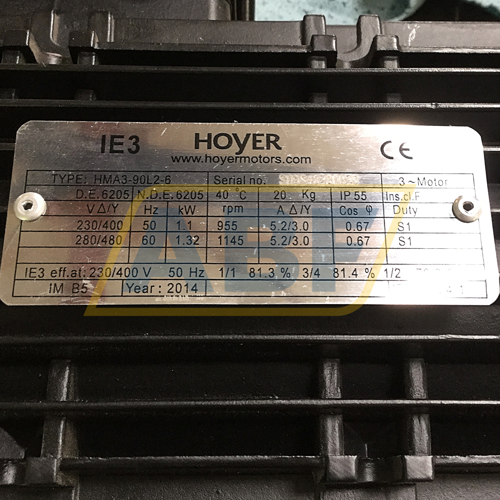 IE3 HOYER CE
www.hoyermotors.com
TYPE: HMA3-90L2-6 Serial no. 3~Motor
D.E.6205 N.D.E.6205 40 °C 20 Kg IP 55 Ins.cl.F
V Δ/Y Hz kW rpm A Δ/Y Cos φ Duty
230/400 50 1.1 955 5.2/3.0 0.67 S1
280/480 60 1.32 1145 5.2/3.0 0.67 S1
IE3 eff.at: 230/400 V 50 Hz 1/1 81.3 % 3/4 81.4 % 1/2
IM B5 Year: 2014
ABF